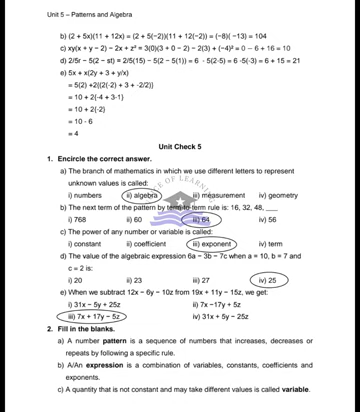 Unit 5 – Patterns and Algebra
b) (2 + 5x)(11 + 12x) = (2 + 5(−2))(11 + 12(−2)) = (−8)( −13) = 104
c) xy(x + y − 2) − 2x + z² = 3(0)(3 + 0 − 2) − 2(3) + (−4)² = 0 − 6 + 16 = 10
d) 2/5r − 5(2 − st) = 2/5(15) − 5(2 − 5(1)) = 6 - 5(2-5) = 6 -5(-3) = 6 + 15 = 21
e) 5x + x(2y + 3 + y/x)
= 5(2) +2{(2(-2) + 3 + -2/2)}
= 10 + 2{-4 + 3-1}
= 10 + 2{-2}
= 10 - 6
= 4
Unit Check 5
1. Encircle the correct answer.
a) The branch of mathematics in which we use different letters to represent
unknown values is called:
i) numbers ii) algebra iii) measurement iv) geometry
b) The next term of the pattern by term-to-term rule is: 16, 32, 48, ____
i) 768 ii) 60 iii) 64 iv) 56
c) The power of any number or variable is called:
i) constant ii) coefficient iii) exponent iv) term
d) The value of the algebraic expression 6a − 3b − 7c when a = 10, b = 7 and
c = 2 is:
i) 20 ii) 23 iii) 27 iv) 25
e) When we subtract 12x − 6y − 10z from 19x + 11y − 15z, we get:
i) 31x − 5y + 25z ii) 7x −17y + 5z
iii) 7x + 17y − 5z iv) 31x + 5y − 25z
2. Fill in the blanks.
a) A number pattern is a sequence of numbers that increases, decreases or
repeats by following a specific rule.
b) A/An expression is a combination of variables, constants, coefficients and
exponents.
c) A quantity that is not constant and may take different values is called variable.